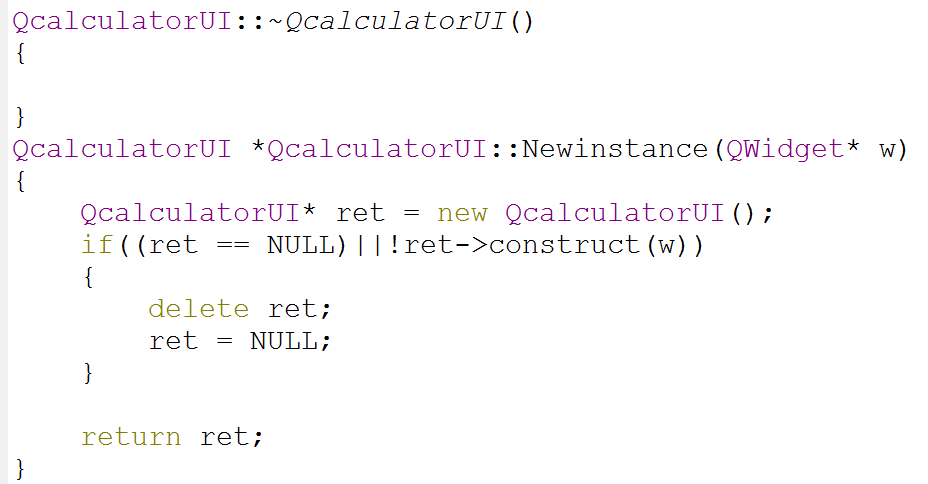 QcalculatorUI::~QcalculatorUI()
{
}
QcalculatorUI *QcalculatorUI::Newinstance(QWidget* w)
{
    QcalculatorUI* ret = new QcalculatorUI();
    if((ret == NULL)||!ret->construct(w))
    {
        delete ret;
        ret = NULL;
    }
    return ret;
}